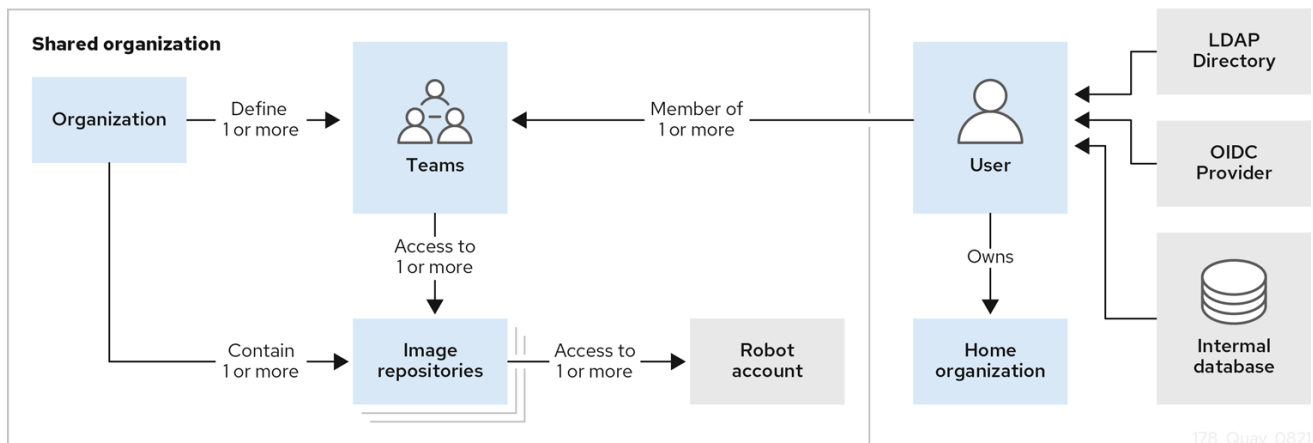 Shared organization
Organization
Define
1 or more
Teams
Member of
1 or more
User
LDAP
Directory
OIDC
Provider
Access to
1 or more
Owns
Contain
1 or more
Image
repositories
Access to
1 or more
Robot
account
Home
organization
Intermal
database
178_Quay_0821